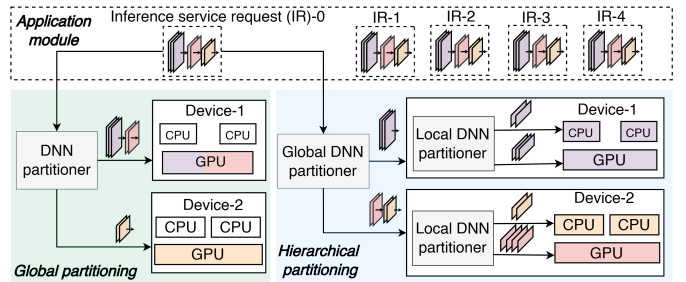 Application
module
Inference service request (IR)-0
IR-1
IR-2
IR-3
IR-4
DNN
partitioner
Device-1
CPU
CPU
GPU
Device-2
CPU
CPU
GPU
Global partitioning
Global DNN
partitioner
Local DNN
partitioner
Device-1
CPU
CPU
GPU
Local DNN
partitioner
Device-2
CPU
CPU
GPU
Hierarchical
partitioning